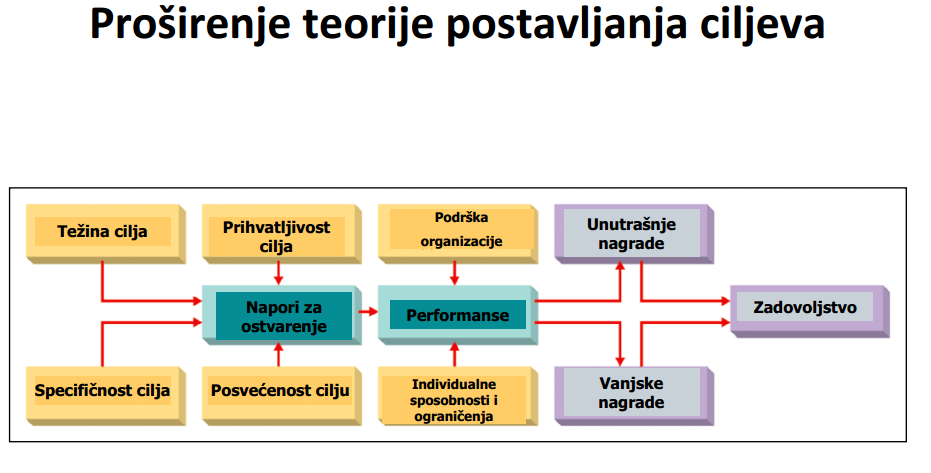 Proširenje teorije postavljanja ciljeva
Težina cilja
Prihvatljivost
cilja
Podrška
organizacije
Unutrašnje
nagrade
Napori za
ostvarenje
Performanse
Zadovoljstvo
Specifičnost cilja
Posvećenost cilju
Individualne
sposobnosti i
ograničenja
Vanjske
nagrade